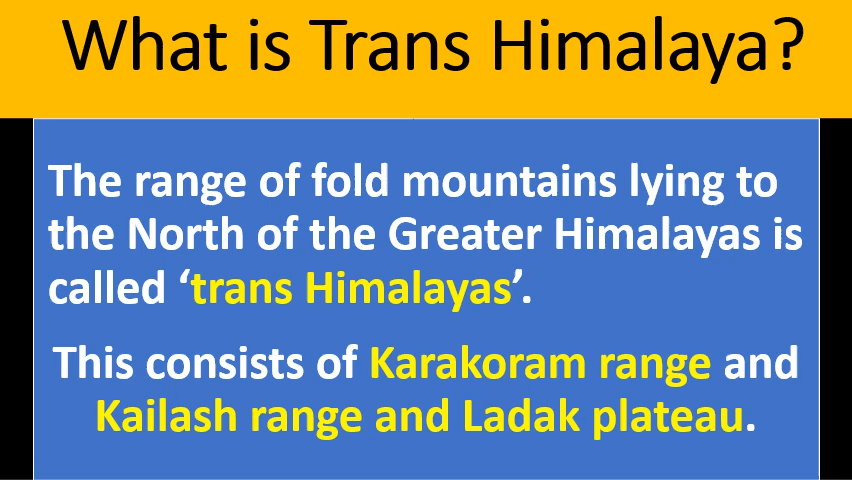 What is Trans Himalaya?
The range of fold mountains lying to
the North of the Greater Himalayas is
called ‘trans Himalayas’.
This consists of Karakoram range and
Kailash range and Ladak plateau.